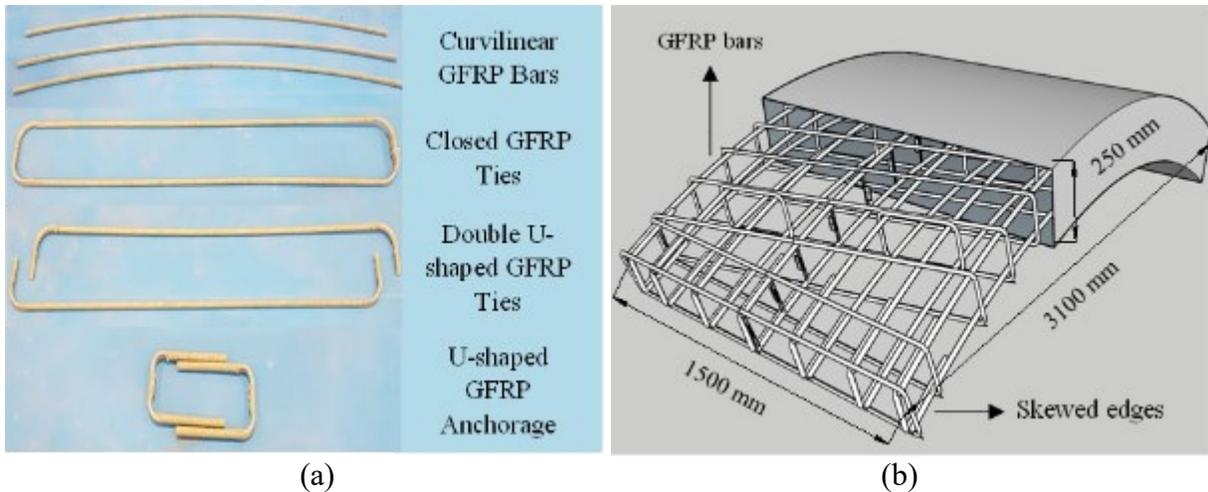 Curvilinear
GFRP Bars
Closed GFRP
Ties
Double U-
shaped GFRP
Ties
U-shaped
GFRP
Anchorage
(a)
GFRP bars
250 mm
3100 mm
1500 mm
Skewed edges
(b)